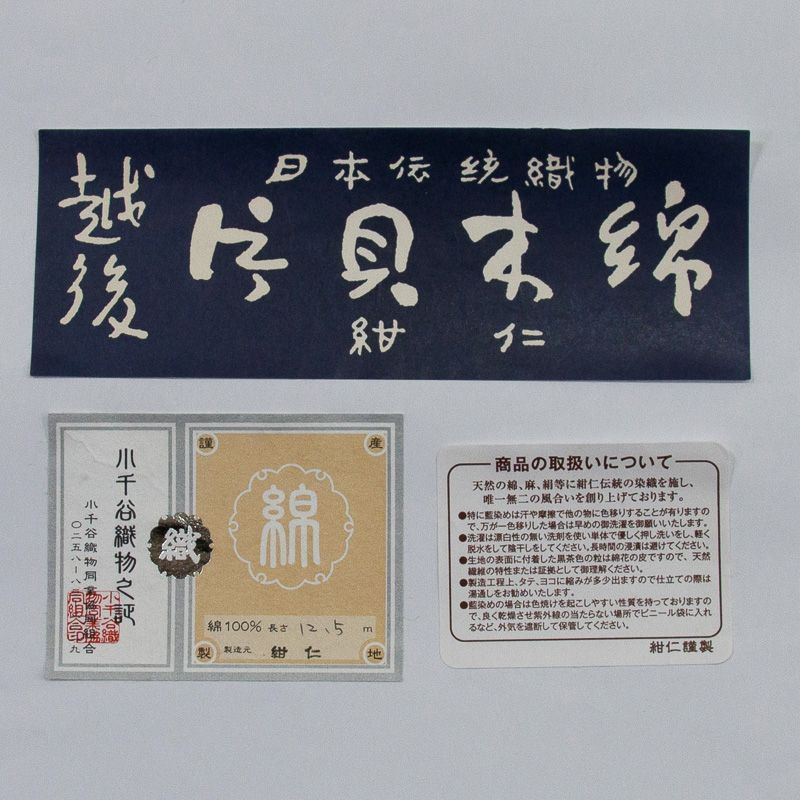 越後
日本伝統織物
片貝木綿
紺仁
小千谷織物之証
小千谷織物同業協同組合
織
謹
産
綿
綿100% 長さ 12.5 m
製
製造元 紺仁
地
商品の取扱いについて
天然の綿、麻、絹等に紺仁伝統の染織を施し、
唯一無二の風合いを創り上げております。
●特に藍染めは汗や摩擦で他の物に色移りすることが有りますの
で、万が一色移りした場合は早めの御洗濯を御願いいたします。
●洗濯は漂白性の無い洗剤を使い単体で優しく押し洗いをし、軽く
脱水をして陰干しをしてください。長時間の浸漬は避けてください。
●生地の表面に付着した黒茶色の粒は綿花の皮ですので、天然
繊維の特性または証拠として御理解ください。
●製造工程上、タテ、ヨコに縮みが多少出ますので仕立ての際は
湯通しをお勧めいたします。
●藍染めの場合は色焼けを起こしやすい性質を持っておりますの
で、良く乾燥させ紫外線の当たらない場所でビニール袋に入れ
るなど、外気を遮断して保管してください。
紺仁謹製